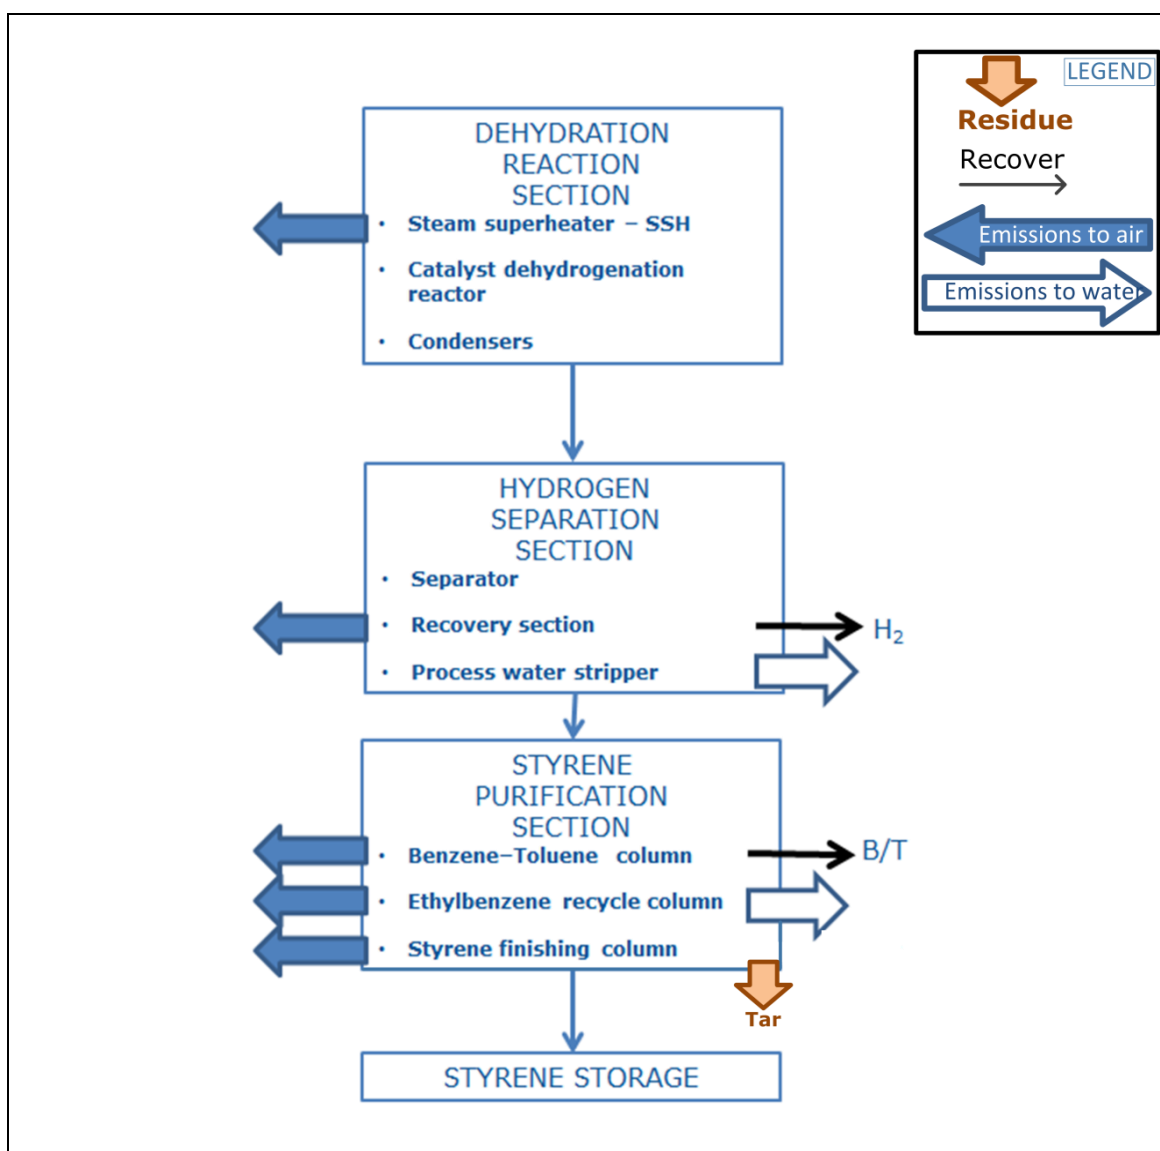 LEGEND
Residue
Recover
Emissions to air
Emissions to water
DEHYDRATION
REACTION
SECTION
• Steam superheater – SSH
• Catalyst dehydrogenation
reactor
• Condensers
HYDROGEN
SEPARATION
SECTION
• Separator
• Recovery section
H₂
• Process water stripper
STYRENE
PURIFICATION
SECTION
• Benzene–Toluene column
B/T
• Ethylbenzene recycle column
• Styrene finishing column
Tar
STYRENE STORAGE